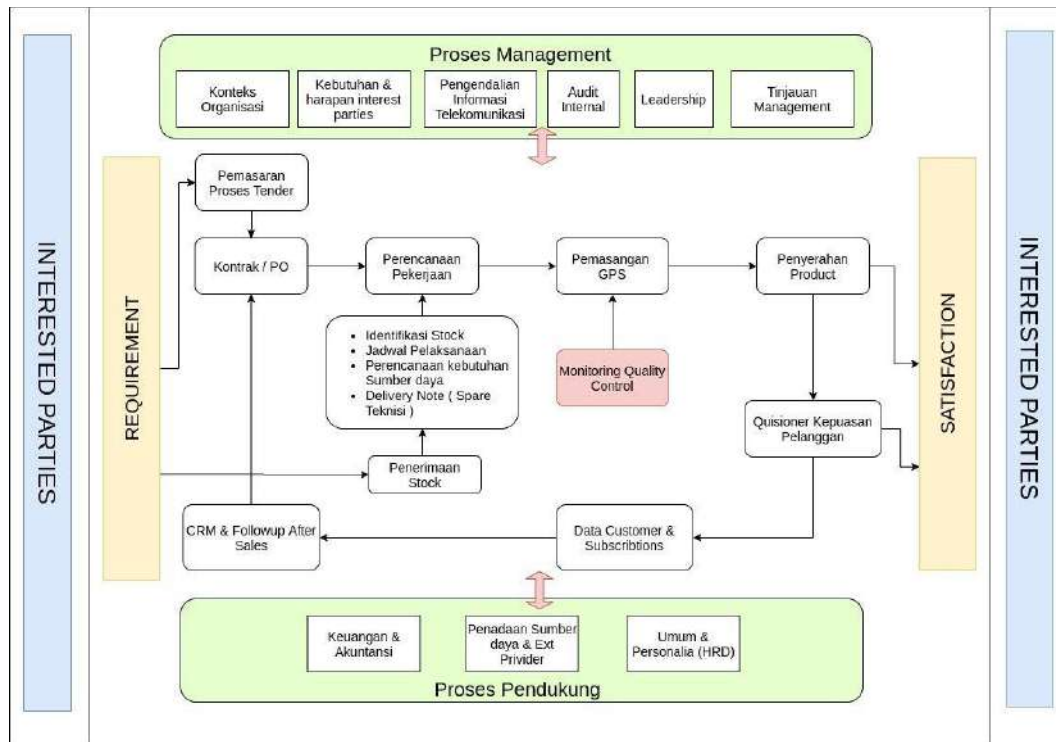 Proses Management
Konteks
Organisasi
Kebutuhan &
harapan interest
parties
Pengendalian
Informasi
Telekomunikasi
Audit
Internal
Leadership
Tinjauan
Management
INTERESTED PARTIES
REQUIREMENT
Pemasaran
Proses Tender
Kontrak / PO
Perencanaan
Pekerjaan
Pemasangan
GPS
Penyerahan
Product
• Identifikasi Stock
• Jadwal Pelaksanaan
• Perencanaan kebutuhan
Sumber daya
• Delivery Note ( Spare
Teknisi )
Monitoring Quality
Control
Quisioner Kepuasan
Pelanggan
Penerimaan
Stock
CRM & Followup After
Sales
Data Customer &
Subscribtions
SATISFACTION
INTERESTED PARTIES
Keuangan &
Akuntansi
Penadaan Sumber
daya & Ext
Privider
Umum &
Personalia (HRD)
Proses Pendukung